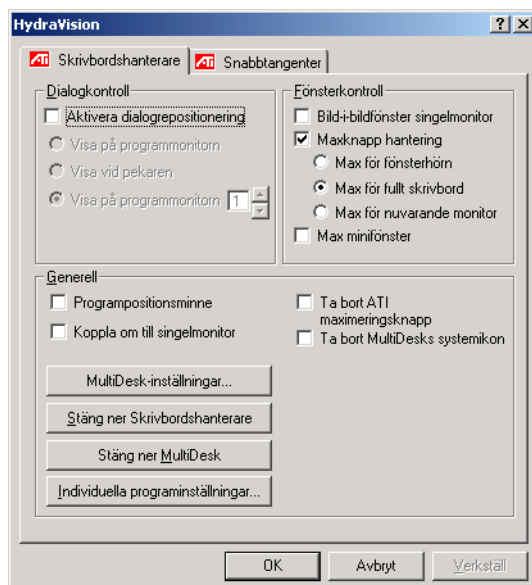 HydraVision
ATI Skrivbordshanterare
ATI Snabbtangenter
Dialogkontroll
Aktivera dialogrepositionering
Visa på programmonitorn
Visa vid pekaren
Visa på programmonitorn 1
Fönsterkontroll
Bild-i-bildfönster singelmonitor
Maxknapp hantering
Max för fönsterhörn
Max för fullt skrivbord
Max för nuvarande monitor
Max minifönster
Generell
Programpositionsminne
Koppla om till singelmonitor
Ta bort ATI
maximeringsknapp
Ta bort MultiDesks systemikon
MultiDesk-inställningar...
Stäng ner Skrivbordshanterare
Stäng ner MultiDesk
Individuella programinställningar...
OK
Avbryt
Verkställ